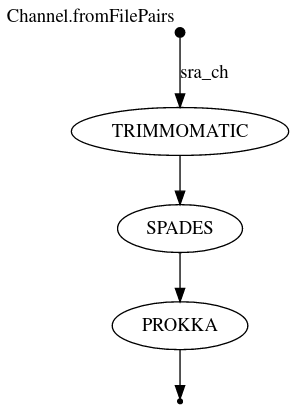 Channel.fromFilePairs
sra_ch
TRIMMOMATIC
SPADES
PROKKA